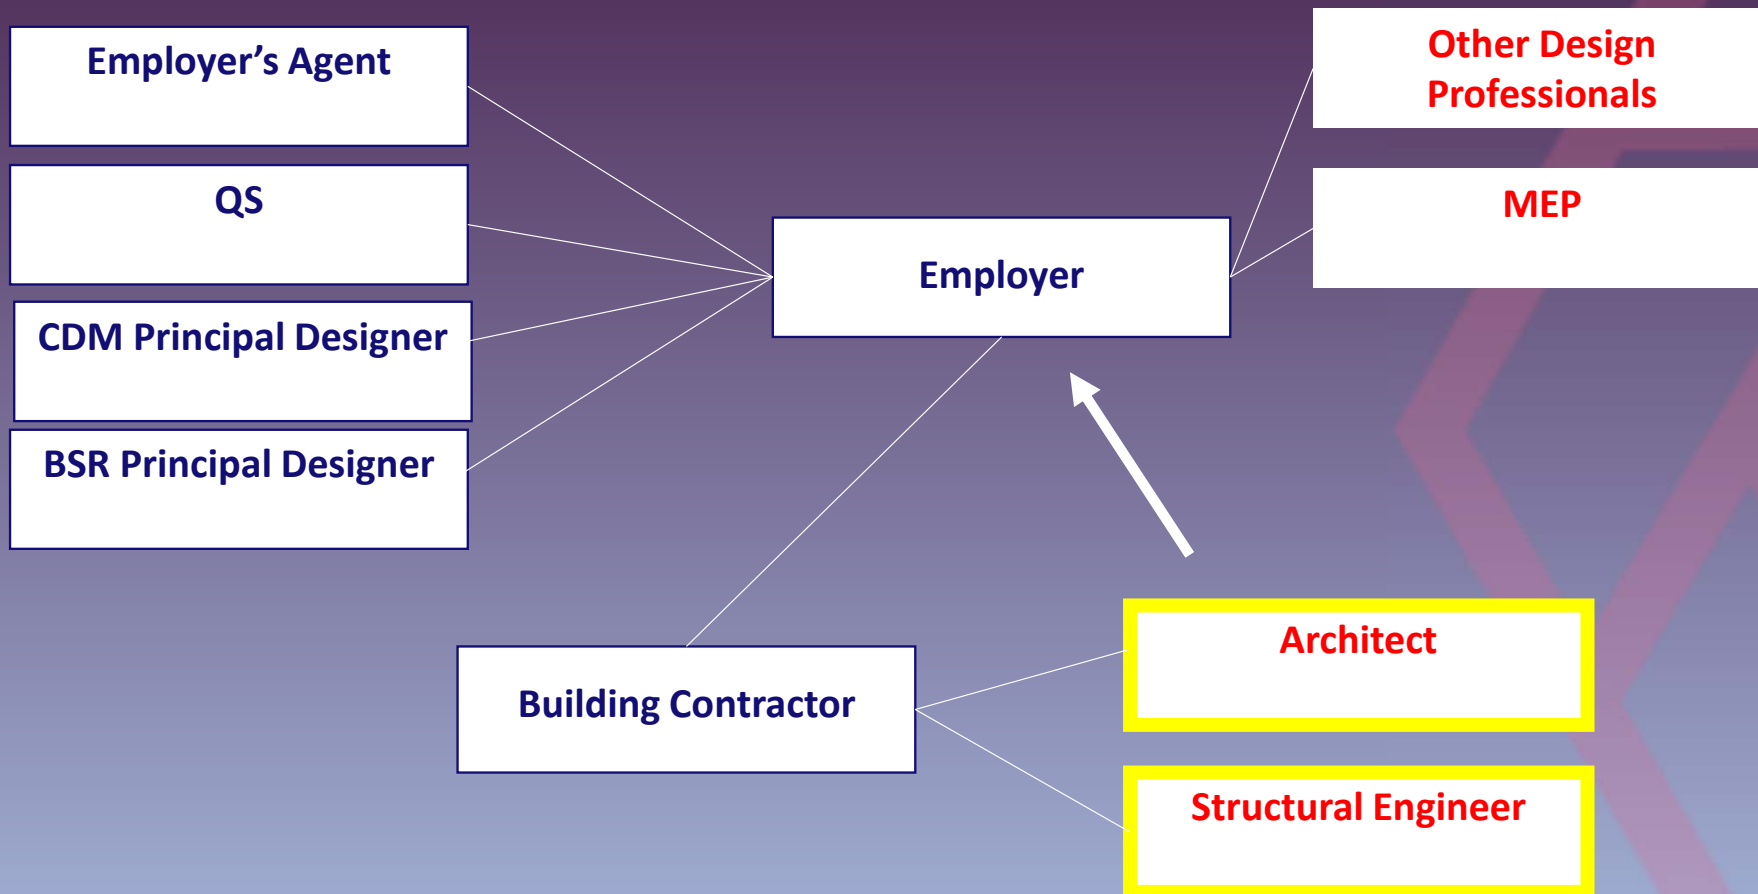 Employer’s Agent
QS
CDM Principal Designer
BSR Principal Designer
Employer
Other Design
Professionals
MEP
Building Contractor
Architect
Structural Engineer